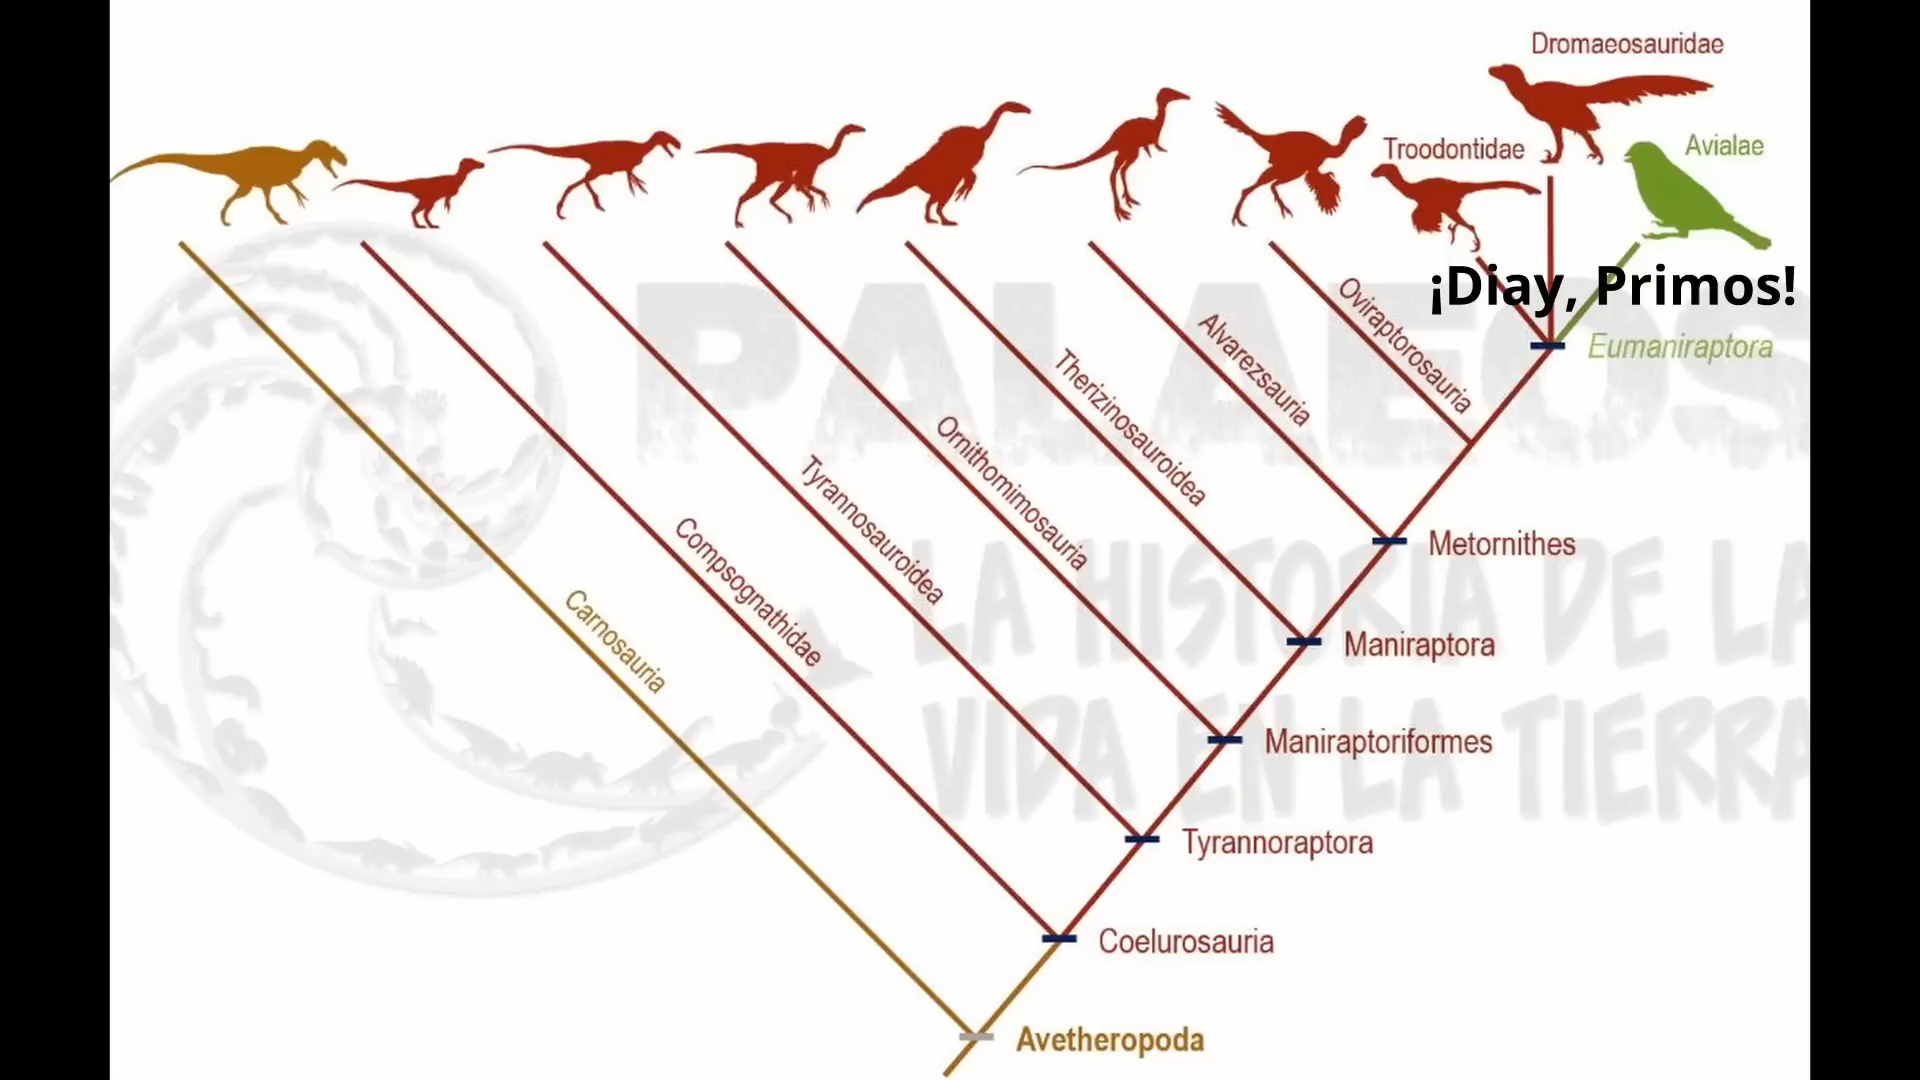 Dromaeosauridae
Troodontidae
Avialae
¡Diay, Primos!
Eumaniraptora
Oviraptorosauria
Alvarezsauria
Therizinosauroidea
Ornithomimosauria
Tyrannosauroidea
Compsognathidae
Carnosauria
Metornithes
Maniraptora
Maniraptoriformes
Tyrannoraptora
Coelurosauria
Avetheropoda
PALAEOS
LA HISTORIA DE LA
VIDA EN LA TIERRA